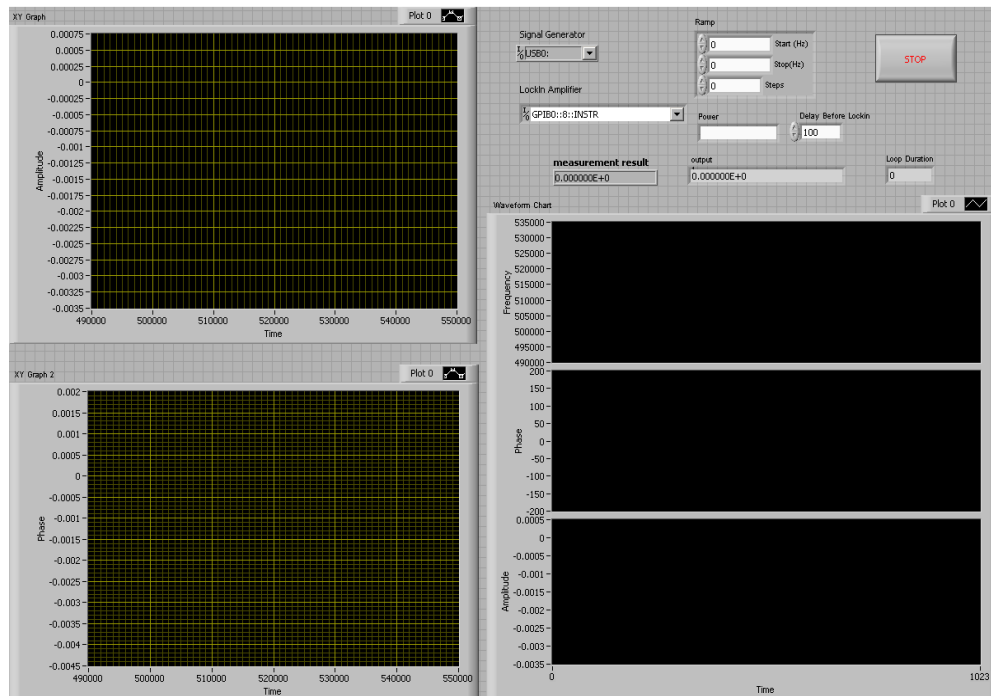 XY Graph
Plot 0
0.00075
0.0005
0.00025
0
-0.00025
-0.0005
-0.00075
-0.001
-0.00125
-0.0015
-0.00175
-0.002
-0.00225
-0.0025
-0.00275
-0.003
-0.00325
-0.0035
Amplitude
490000 500000 510000 520000 530000 540000 550000
Time
XY Graph 2
Plot 0
0.002
0.0015
0.001
0.0005
0
-0.0005
-0.001
-0.0015
-0.002
-0.0025
-0.003
-0.0035
-0.004
-0.0045
Phase
490000 500000 510000 520000 530000 540000 550000
Time
Signal Generator
USB0:
LockIn Amplifier
GPIB0::8::INSTR
Ramp
0 Start (Hz)
0 Stop(Hz)
0 Steps
STOP
Power
Delay Before Lockin
100
measurement result
0.000000E+0
output
0.000000E+0
Loop Duration
0
Waveform Chart
Plot 0
535000
530000
525000
520000
515000
510000
505000
500000
495000
490000
Frequency
200
150
100
50
0
-50
-100
-150
-200
Phase
0.0005
0
-0.0005
-0.001
-0.0015
-0.002
-0.0025
-0.003
-0.0035
Amplitude
0 1023
Time